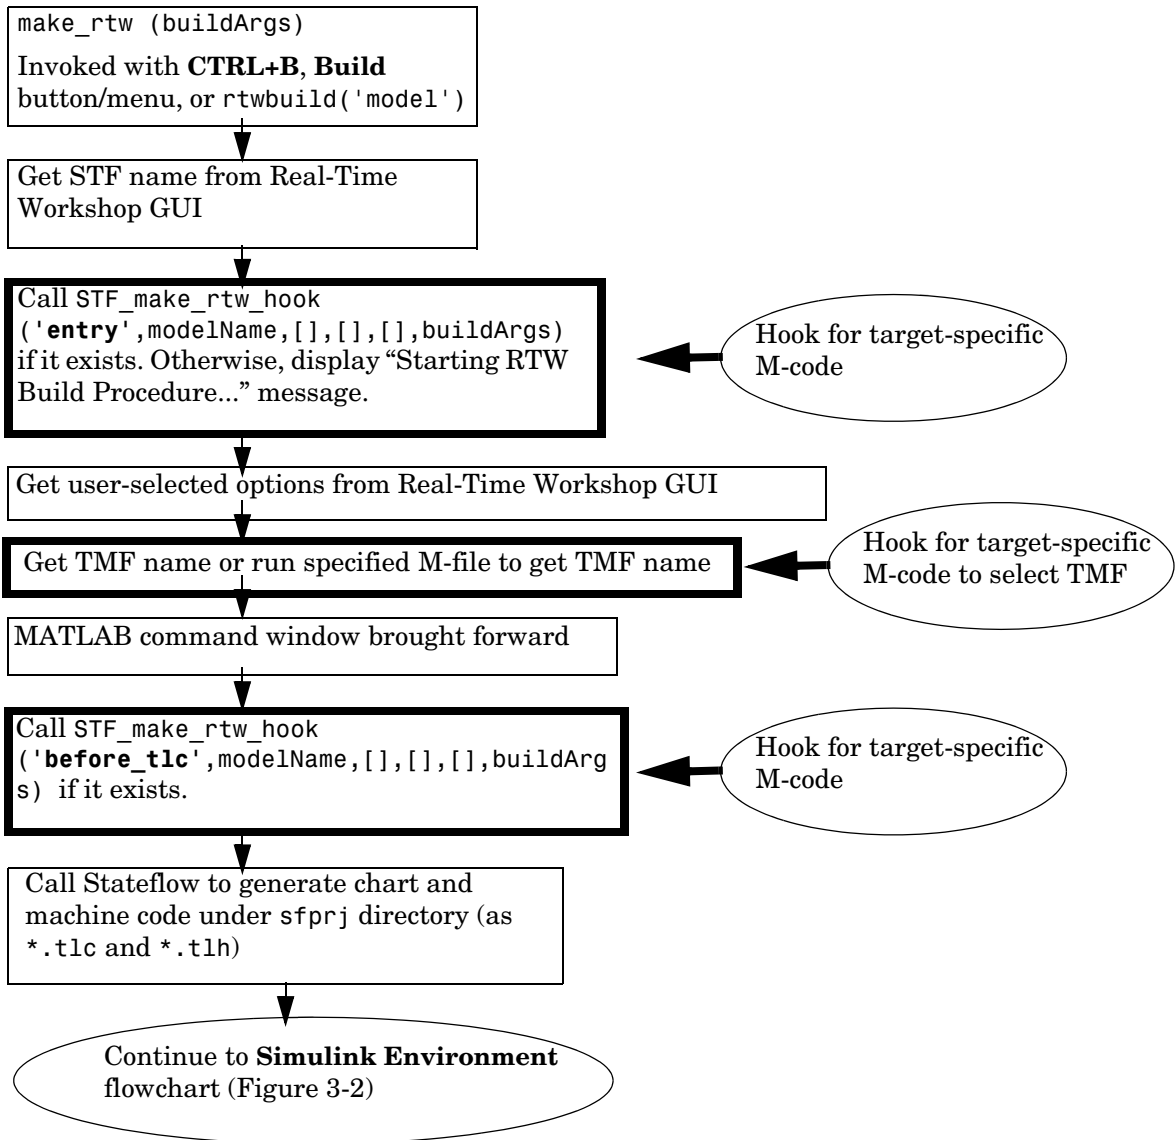 make_rtw (buildArgs)
Invoked with CTRL+B, Build
button/menu, or rtwbuild('model')
Get STF name from Real-Time
Workshop GUI
Call STF_make_rtw_hook
('entry',modelName,[],[],[],buildArgs)
if it exists. Otherwise, display “Starting RTW
Build Procedure...” message.
Hook for target-specific
M-code
Get user-selected options from Real-Time Workshop GUI
Get TMF name or run specified M-file to get TMF name
Hook for target-specific
M-code to select TMF
MATLAB command window brought forward
Call STF_make_rtw_hook
('before_tlc',modelName,[],[],[],buildArg
s) if it exists.
Hook for target-specific
M-code
Call Stateflow to generate chart and
machine code under sfprj directory (as
*.tlc and *.tlh)
Continue to Simulink Environment
flowchart (Figure 3-2)